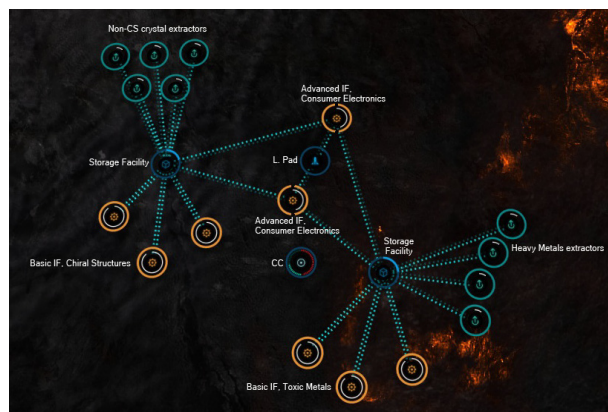 Non-CS crystal extractors
Advanced IF,
Consumer Electronics
Storage Facility
L. Pad
Advanced IF,
Consumer Electronics
Storage
Facility
Heavy Metals extractors
Basic IF, Chiral Structures
CC
Basic IF, Toxic Metals